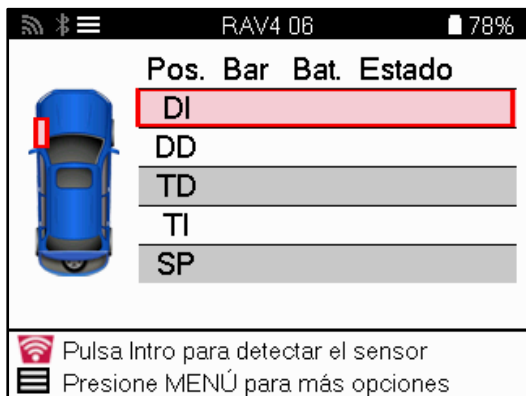 RAV4 06 78%
Pos. Bar Bat. Estado
DI
DD
TD
TI
SP
Pulsa Intro para detectar el sensor
Presione MENÚ para más opciones